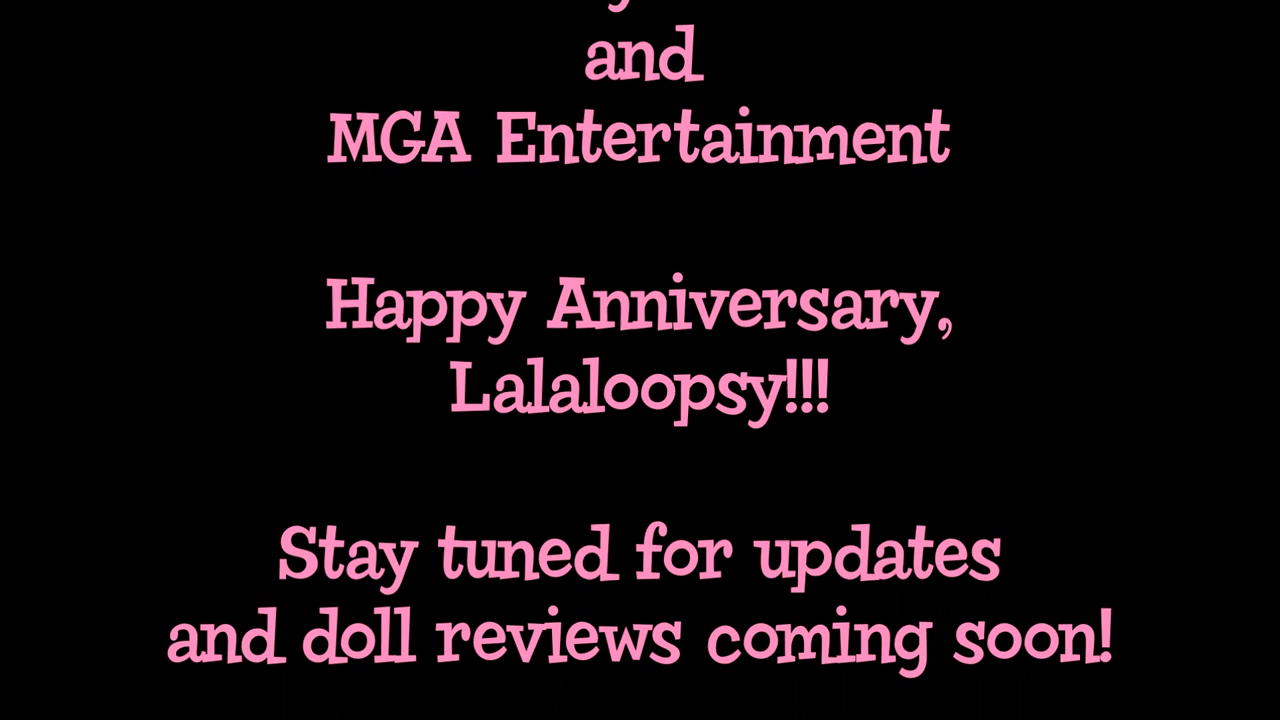 and
MGA Entertainment
Happy Anniversary,
Lalaloopsy!!!
Stay tuned for updates
and doll reviews coming soon!